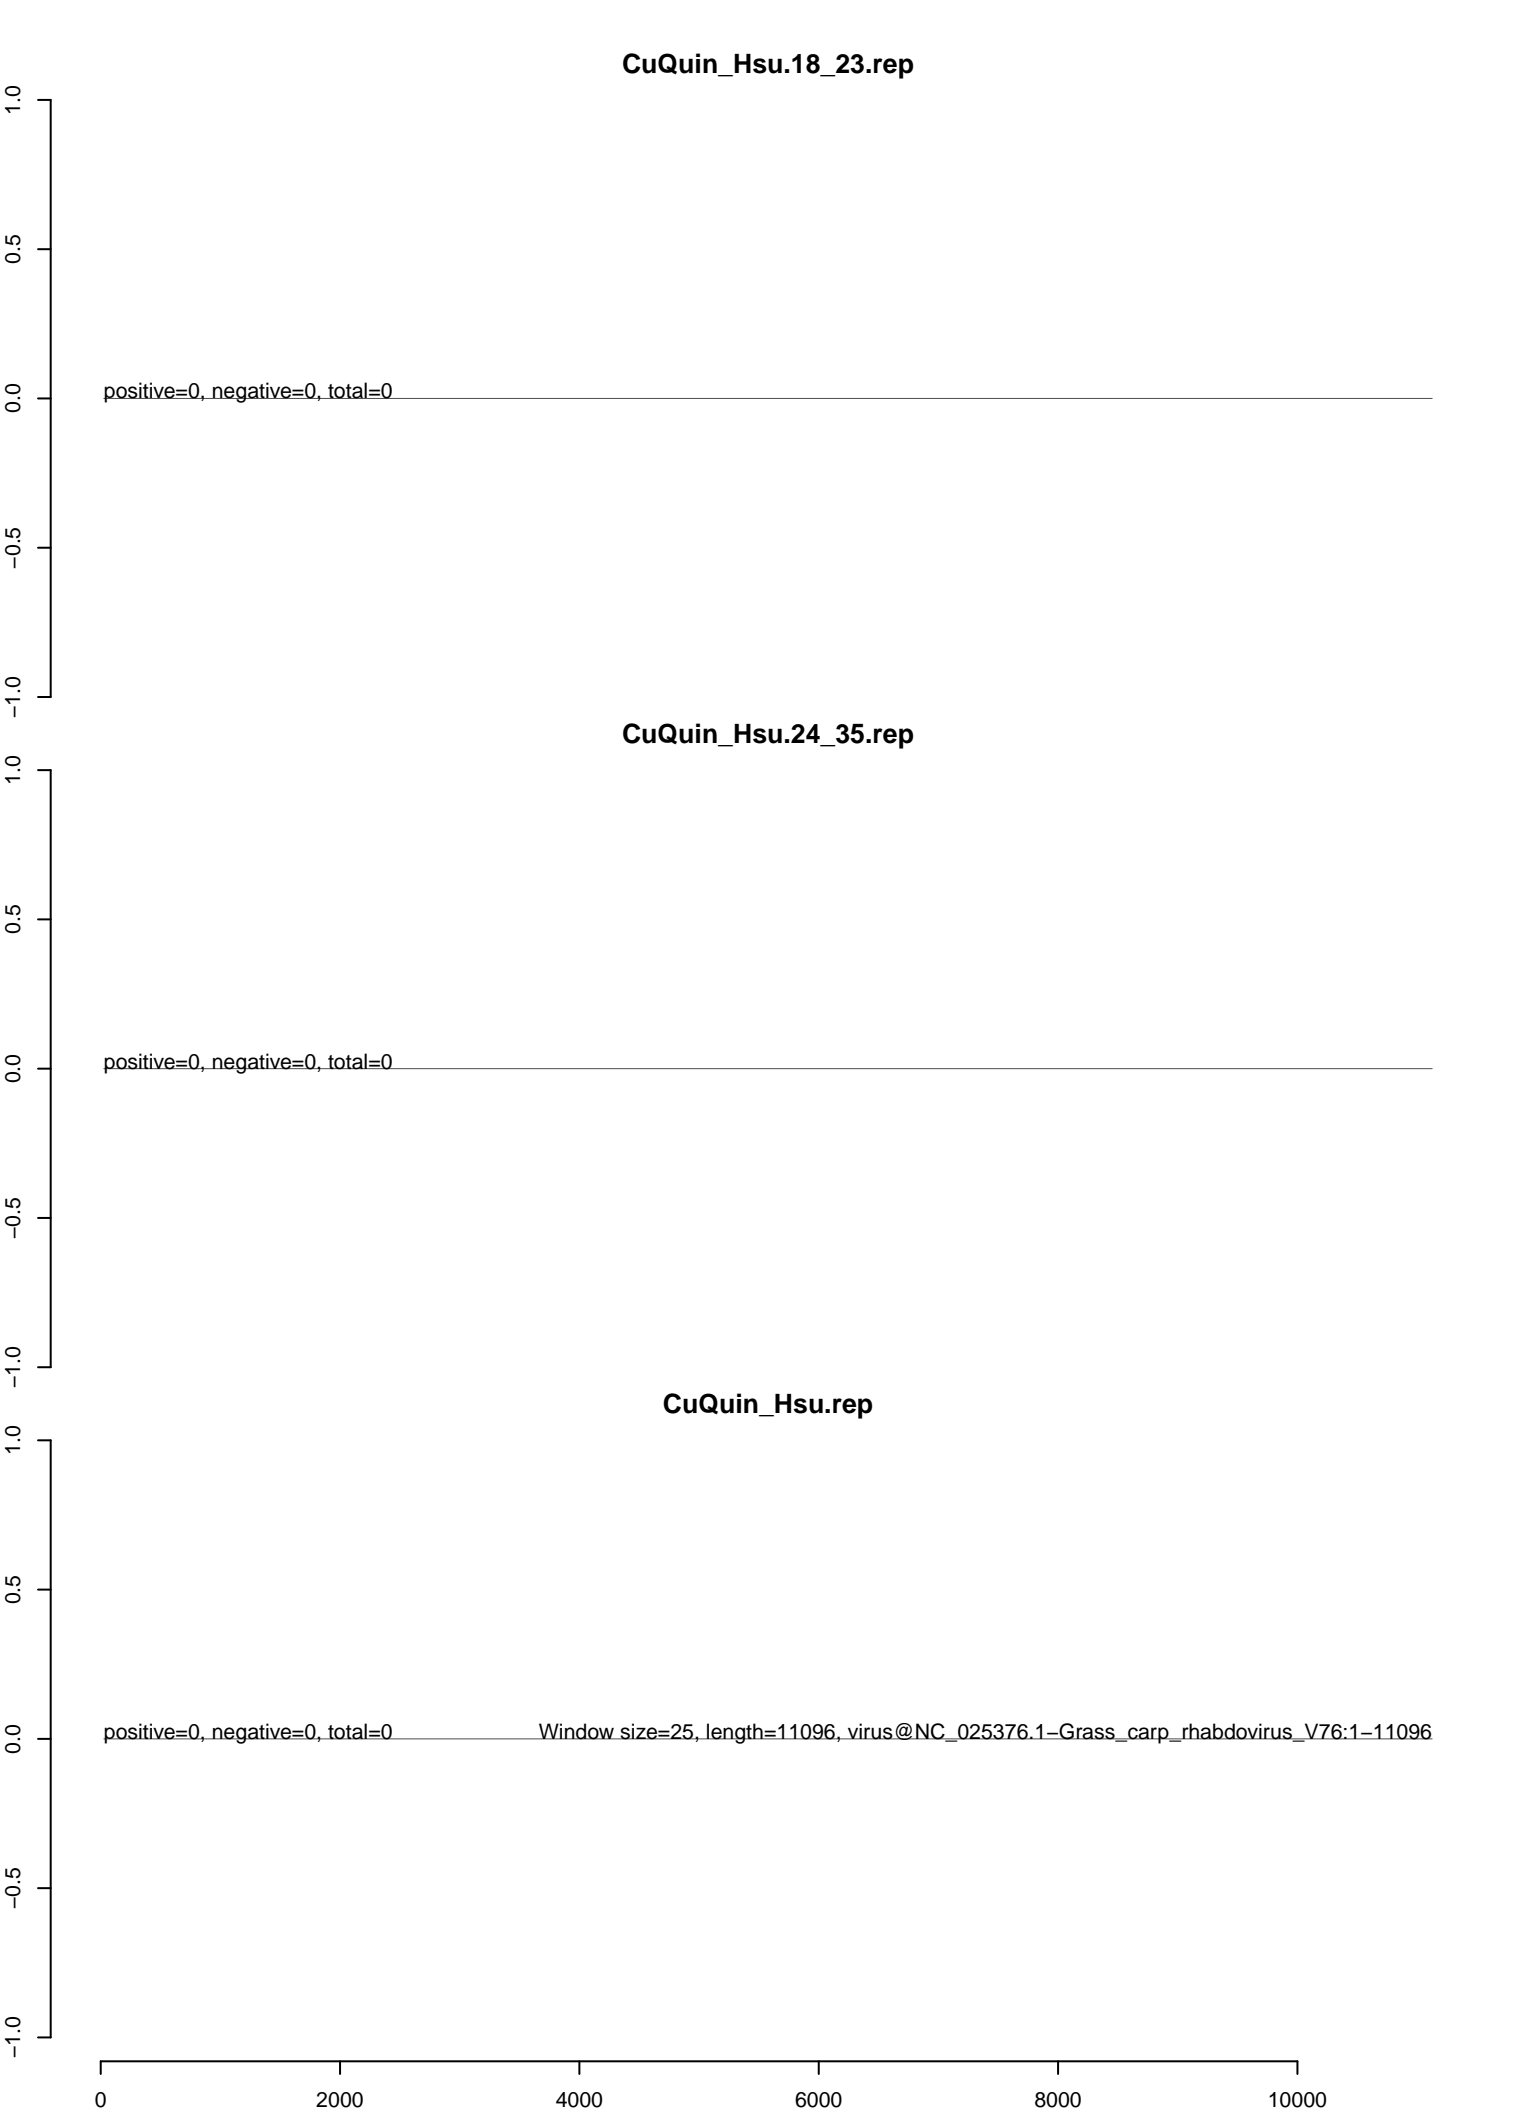 CuQuin_Hsu.18_23.rep
1.0
0.5
0.0
−0.5
−1.0
positive=0, negative=0, total=0
CuQuin_Hsu.24_35.rep
1.0
0.5
0.0
−0.5
−1.0
positive=0, negative=0, total=0
CuQuin_Hsu.rep
1.0
0.5
0.0
−0.5
−1.0
positive=0, negative=0, total=0
Window size=25, length=11096, virus@NC_025376.1−Grass_carp_rhabdovirus_V76:1−11096
0 2000 4000 6000 8000 10000